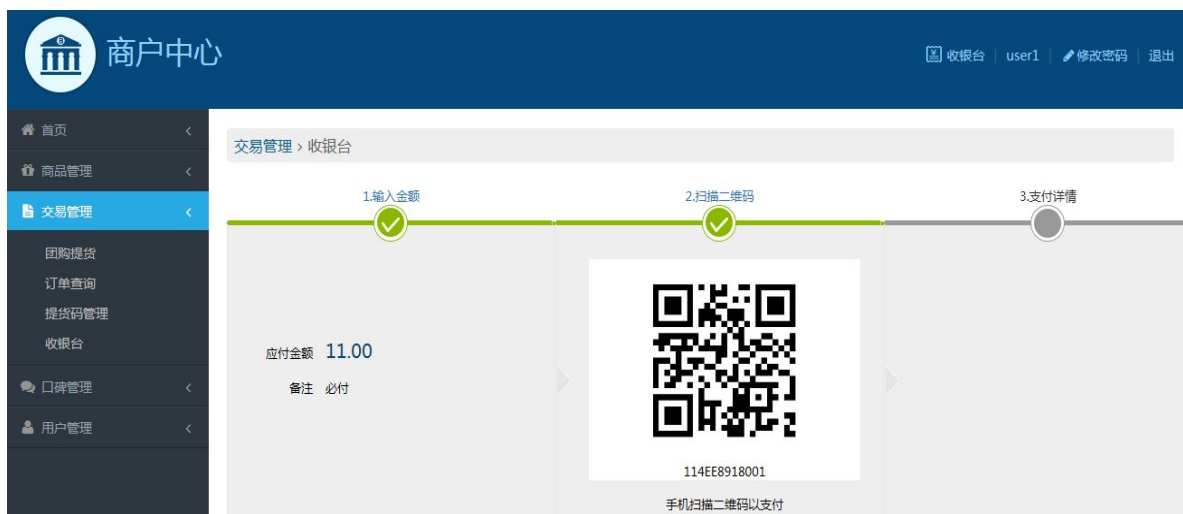 商户中心
收银台 | user1 | 修改密码 | 退出
首页
商品管理
交易管理
团购提货
订单查询
提货码管理
收银台
口碑管理
用户管理
交易管理 › 收银台
1.输入金额
2.扫描二维码
3.支付详情
应付金额 11.00
备注 必付
114EE8918001
手机扫描二维码以支付